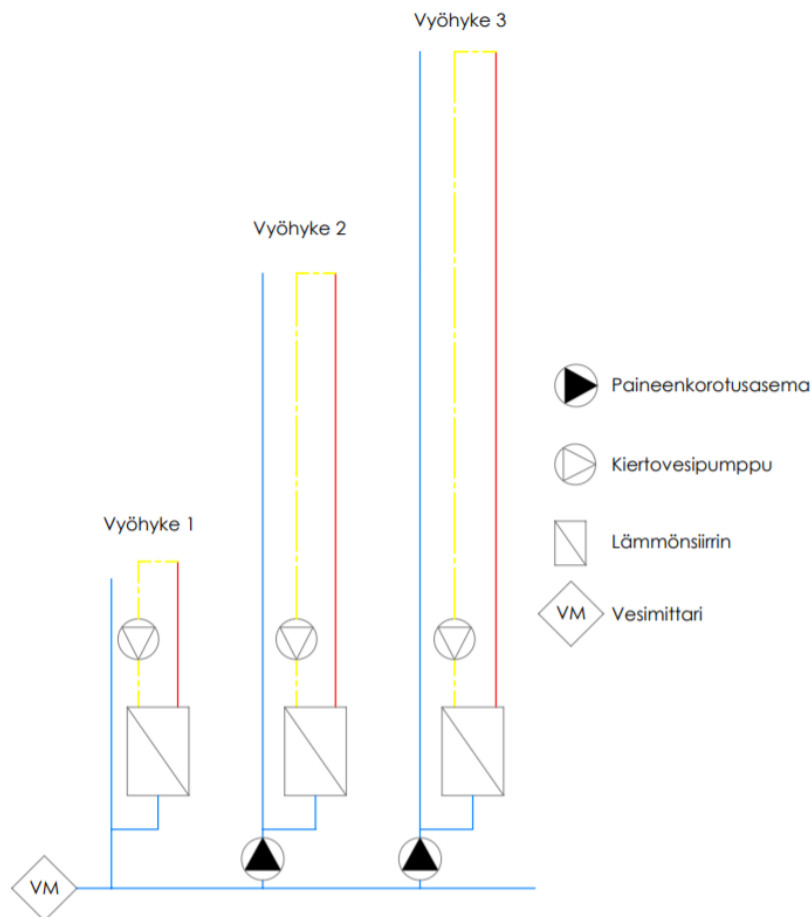 Vyöhyke 3
Vyöhyke 2
Vyöhyke 1
Paineenkorotusasema
Kiertovesipumppu
Lämmönsiirrin
VM Vesimittari
VM